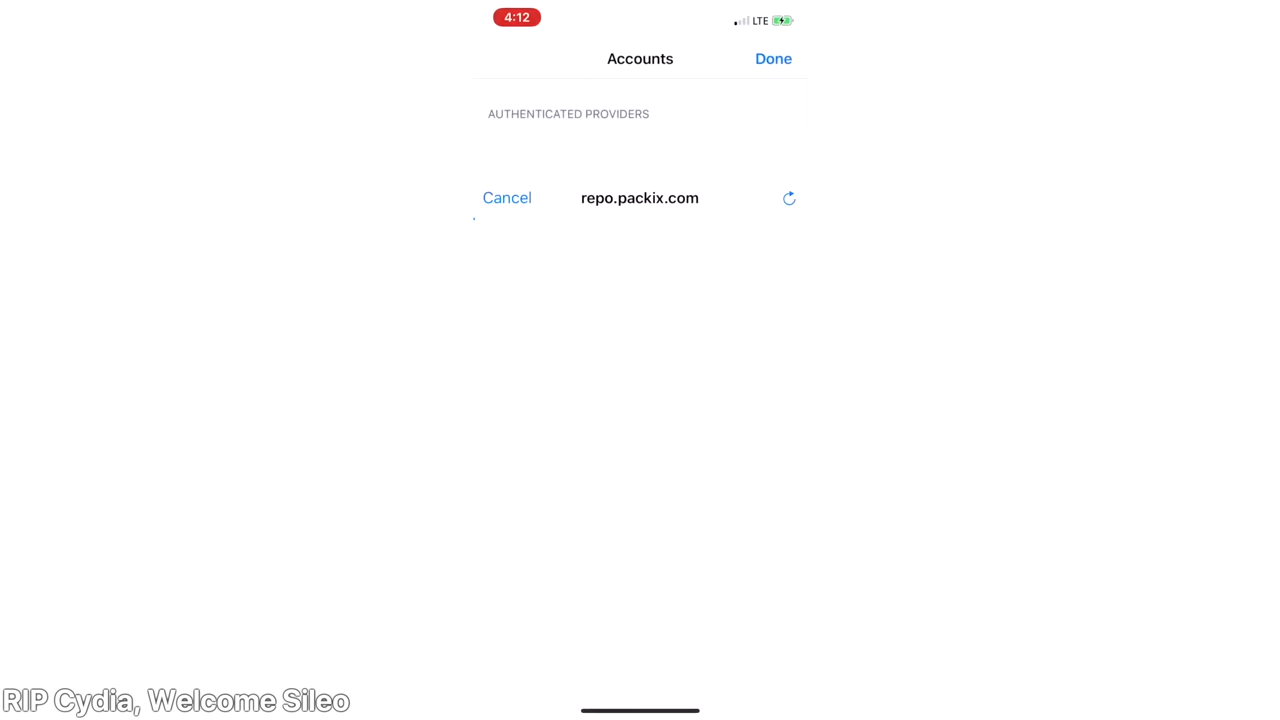 4:12
LTE
Accounts
Done
AUTHENTICATED PROVIDERS
Cancel
repo.packix.com
RIP Cydia, Welcome Sileo